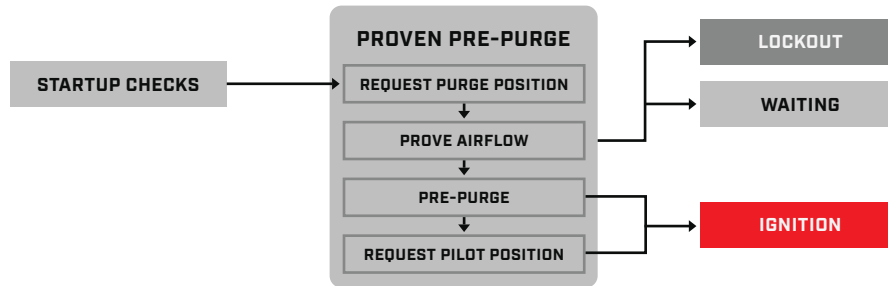 PROVEN PRE-PURGE
STARTUP CHECKS
REQUEST PURGE POSITION
PROVE AIRFLOW
PRE-PURGE
REQUEST PILOT POSITION
LOCKOUT
WAITING
IGNITION